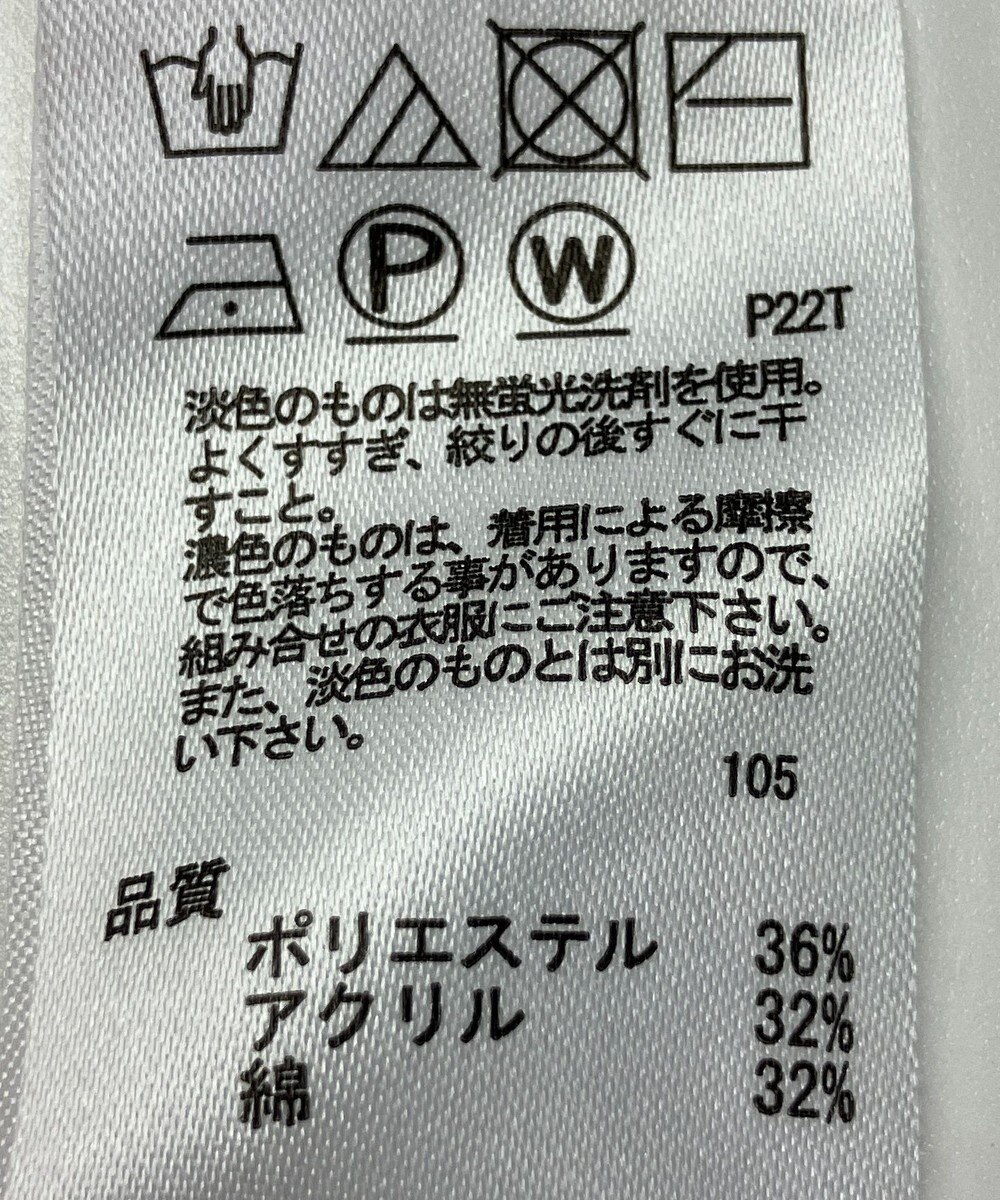 P W P22T
淡色のものは無蛍光洗剤を使用。
よくすすぎ、絞りの後すぐに干
すこと。
濃色のものは、着用による摩擦
で色落ちする事がありますので、
組み合せの衣服にご注意下さい。
また、淡色のものとは別にお洗
い下さい。
105
品質
ポリエステル 36%
アクリル 32%
綿 32%